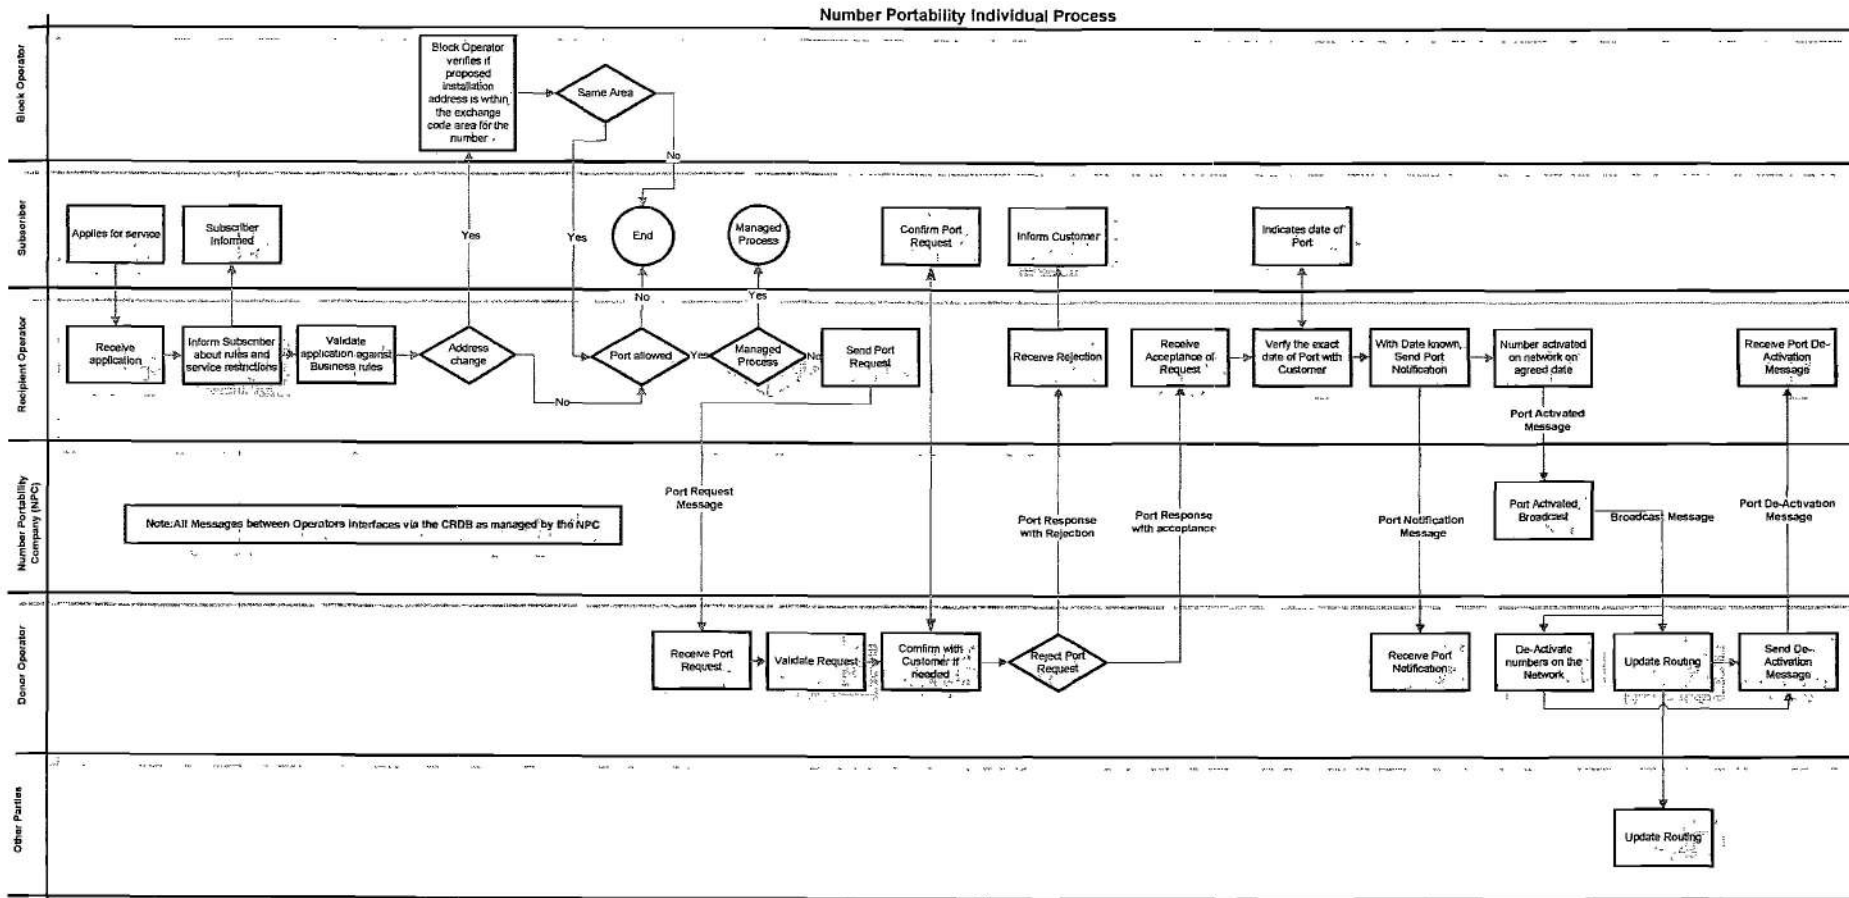 Number Portability Individual Process
Block Operator
Block Operator
verifies if
proposed
installation
address is wthin
the exchange
code area for the
number
Same Area
No
Subscriber
Applies for service
Subscriber
Informed
Yes
Yes
End
Managed
Process
Confirm Port
Request
Inform Customer
Indicates date of
Port
No
Yes
Recipient Operator
Receive
application
Inform Subscriber
about rules and
service restrictions
Validate
application against
Business rules
Address
change
No
Port allowed
Yes
Managed
Process
No
Send Port
Request
Receive Rejection
Receive
Acceptance of
Request
Verify the exact
date of Port with
Customer
With Date known,
Send Port
Notification
Number activated
on network on
agreed date
Receive Port De-
Activation
Message
Port Activated
Message
Number Portability
Company (NPC)
Note:All Messages between Operators Interfaces via the CRDB as managed by the NPC
Port Request
Message
Port Response
with Rejection
Port Response
with acceptance
Port Notification
Message
Port Activated
Broadcast
Broadcast Message
Port De-Activation
Message
Donor Operator
Receive Port
Request
Validate Request
Comfirm with
Customer if
needed
Reject Port
Request
Receive Port
Notification
De-Activate
numbers on the
Network
Update Routing
Send De-
Activation
Message
Other Parties
Update Routing